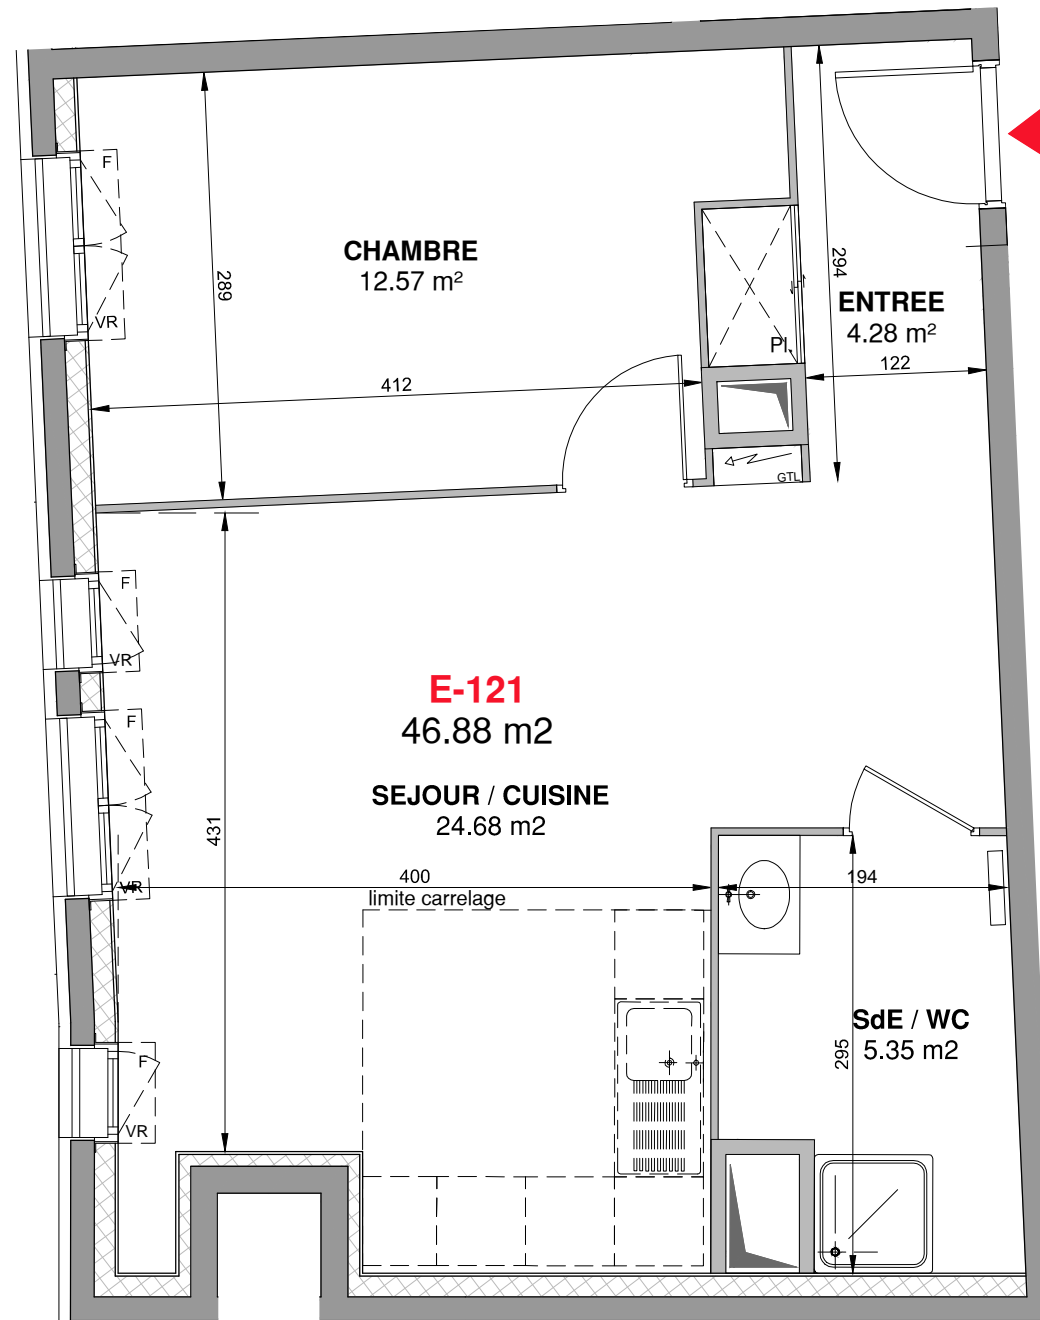 F
VR
CHAMBRE
12.57 m²
289
294
ENTREE
4.28 m²
Pl.
122
412
GTL
F
VR
E-121
46.88 m2
F
SEJOUR / CUISINE
24.68 m2
431
VR
400
limite carrelage
194
SdE / WC
5.35 m2
295
F
VR